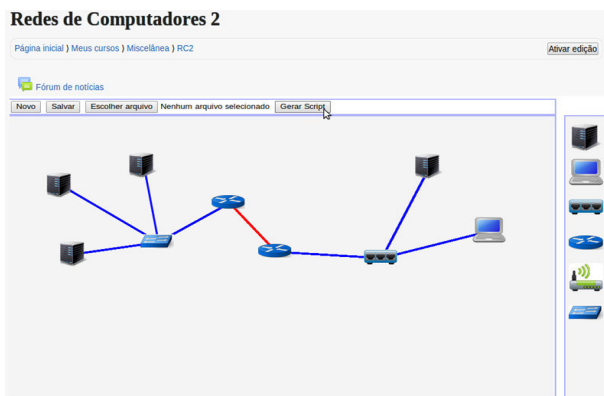 Redes de Computadores 2
Página inicial ⟩ Meus cursos ⟩ Miscelânea ⟩ RC2
Ativar edição
Fórum de notícias
Novo Salvar Escolher arquivo Nenhum arquivo selecionado Gerar Script